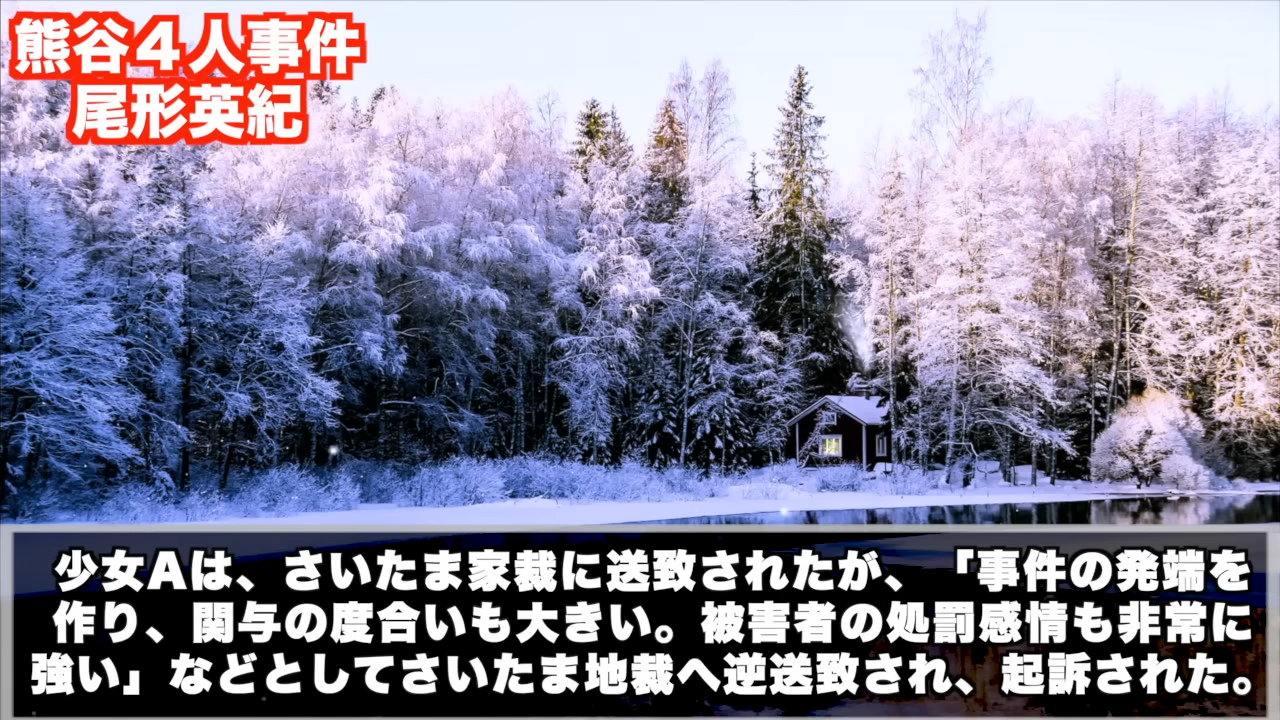 熊谷4人事件
尾形英紀
少女Aは、さいたま家裁に送致されたが、「事件の発端を
作り、関与の度合いも大きい。被害者の処罰感情も非常に
強い」などとしてさいたま地裁へ逆送致され、起訴された。